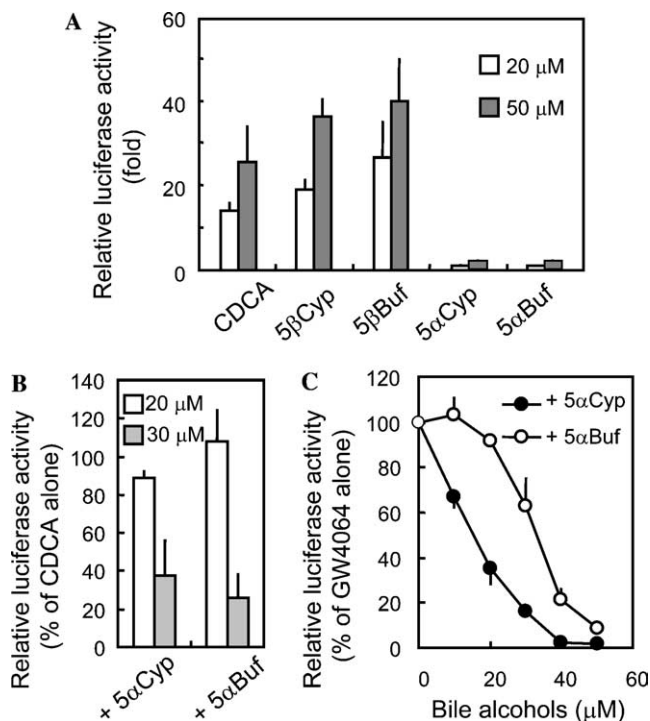 A
Relative luciferase activity
(fold)
60
40
20
0
20 µM
50 µM
CDCA
5βCyp
5βBuf
5αCyp
5αBuf
B
Relative luciferase activity
(% of CDCA alone)
140
120
100
80
60
40
20
0
20 µM
30 µM
+ 5αCyp
+ 5αBuf
C
Relative luciferase activity
(% of GW4064 alone)
120
100
80
60
40
20
0
+ 5αCyp
+ 5αBuf
0 20 40 60
Bile alcohols (µM)